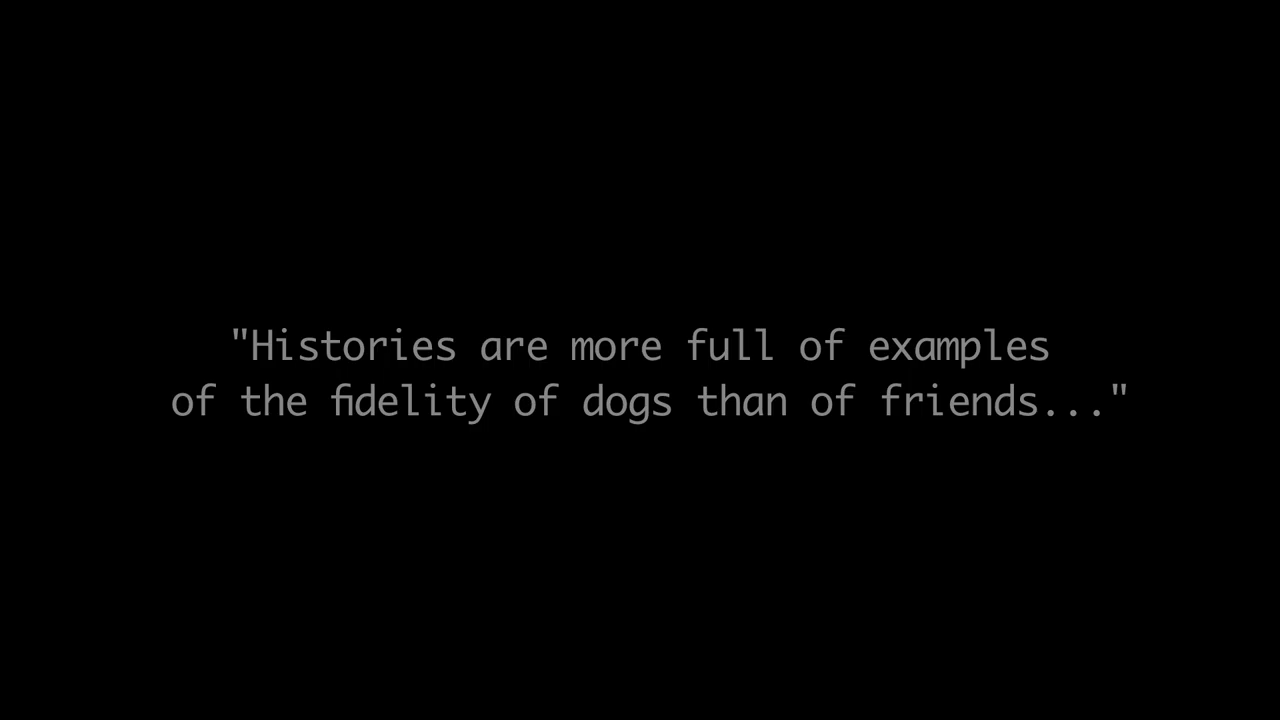 "Histories are more full of examples
of the fidelity of dogs than of friends..."